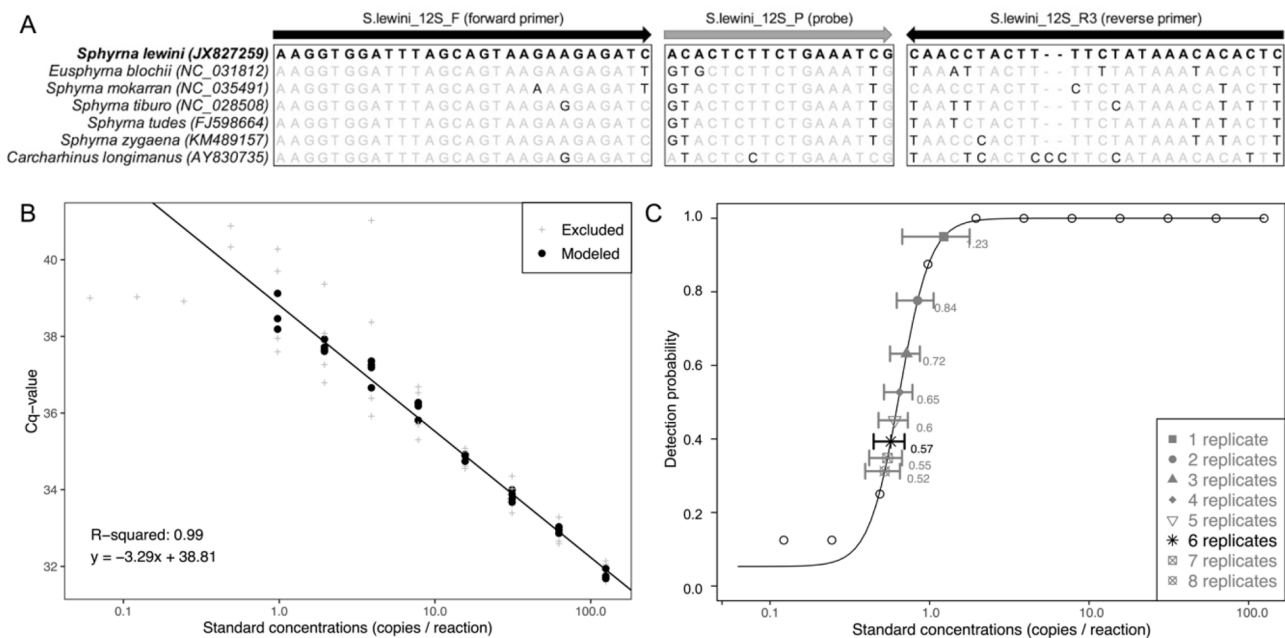 A
S.lewini_12S_F (forward primer) S.lewini_12S_P (probe) S.lewini_12S_R3 (reverse primer)
Sphyrna lewini (JX827259) AAGGTGGATTTAGCAGTAAGAAGAGATC ACACTCTTCTGAAATCG CAACCTACTT--TTCTATAAACACACTC
Eusphyrna blochii (NC_031812) AAGGTGGATTTAGCAGTAAGAAGAGATT GTGCTCTTCTGAAATTG TAAATTACTT--TTTTATAAATACACTT
Sphyrna mokarran (NC_035491) AAGGTGGATTTAGCAGTAAAAAGAGATT GTACTCTTCTGAAATTG CAACCTACTT--CTCTATAAACATACTT
Sphyrna tiburo (NC_028508) AAGGTGGATTTAGCAGTAAGAGGAGATC GTACTCTTCTGAAATTG TAATTTACTT--TTCCATAAATATATTT
Sphyrna tudes (FJ598664) AAGGTGGATTTAGCAGTAAGAAGAGATC GTACTCTTCTGAAATTG TAATCTACTT--TTCTATAAATATACTT
Sphyrna zygaena (KM489157) AAGGTGGATTTAGCAGTAAGAAGAGATC GTACTCTTCTGAAATTG TAACCCACTT--TTCTATAAATATACTT
Carcharhinus longimanus (AY830735) AAGGTGGATTTAGCAGTAAGAGGAGATC ATACTCCTCTGAAATCG TAACTCACTCCCTTCCATAAACACATTT
B
Excluded
Modeled
Cq-value
40
38
36
34
32
R-squared: 0.99
y = -3.29x + 38.81
0.1 1.0 10.0 100.0
Standard concentrations (copies / reaction)
C
Detection probability
1.0
0.8
0.6
0.4
0.2
0.0
1.23
0.84
0.72
0.65
0.6
0.57
0.55
0.52
1 replicate
2 replicates
3 replicates
4 replicates
5 replicates
6 replicates
7 replicates
8 replicates
0.1 1.0 10.0 100.0
Standard concentrations (copies / reaction)